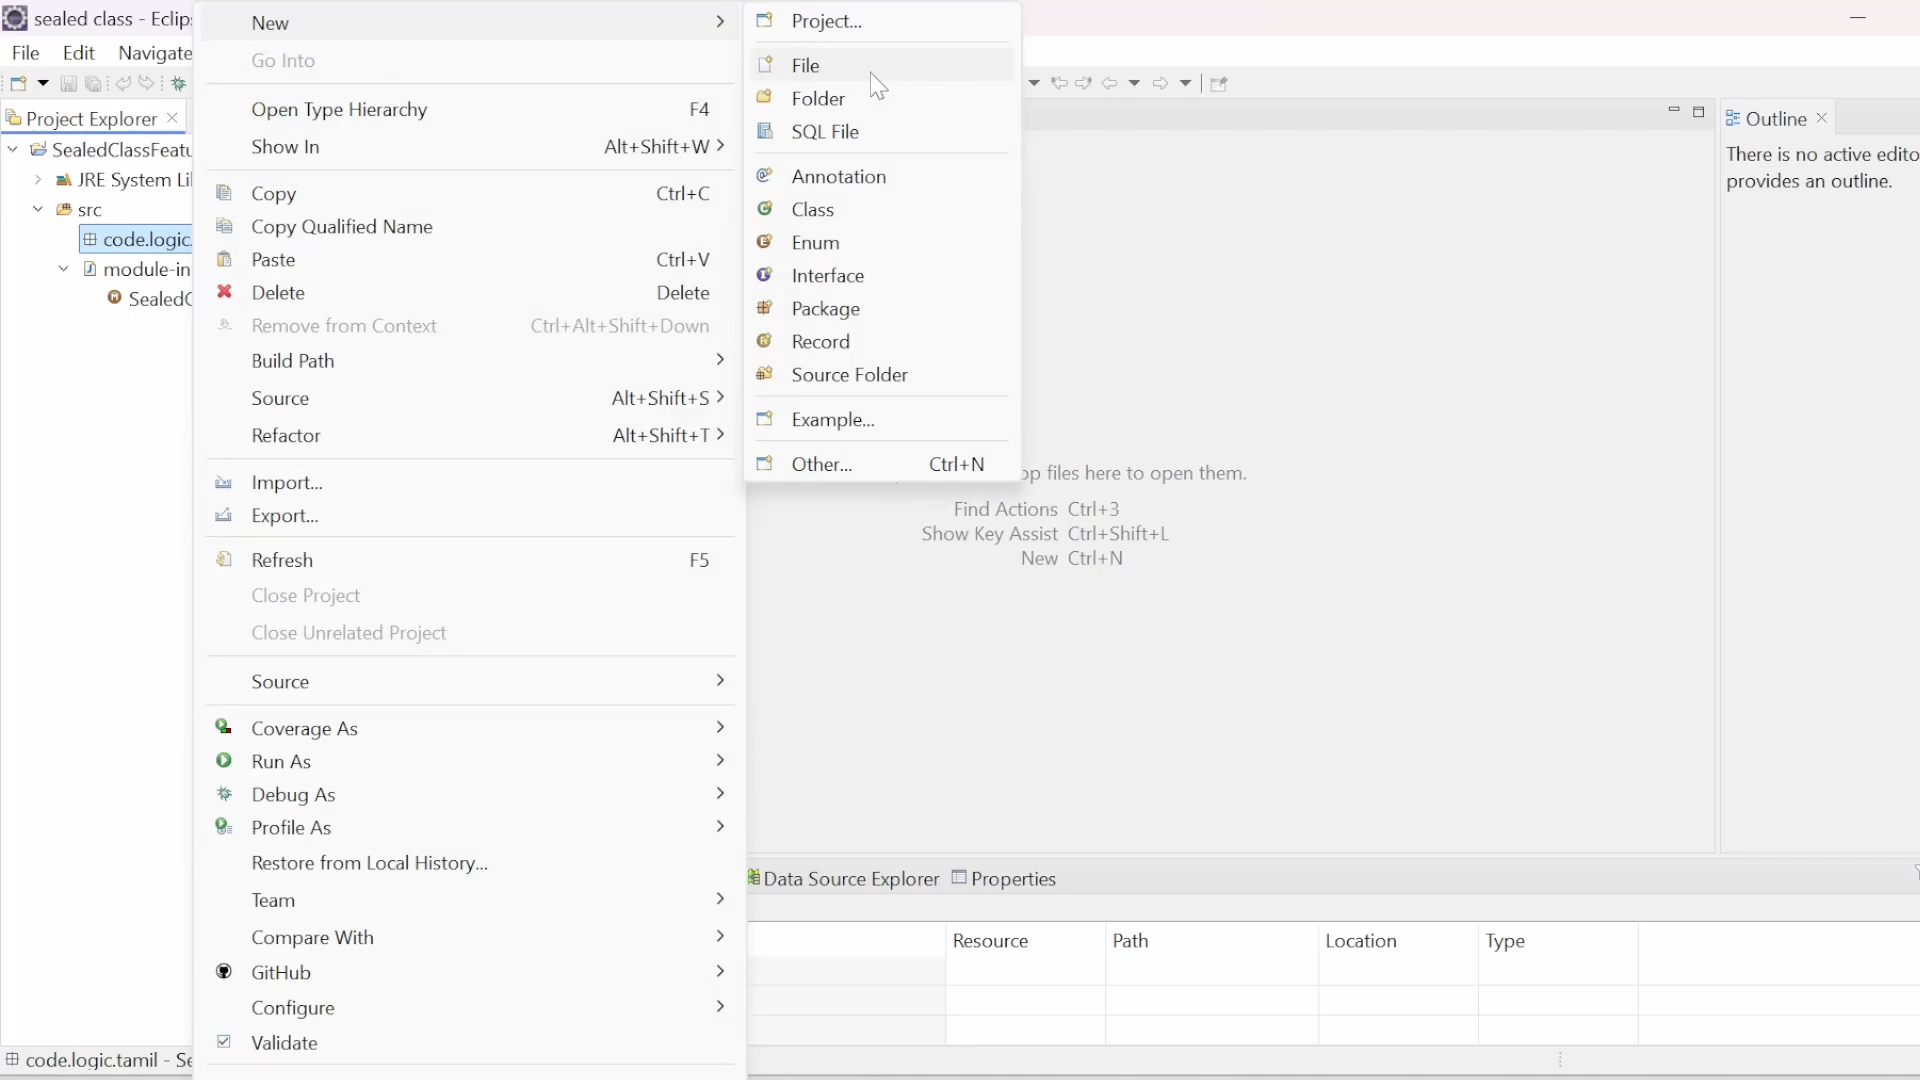 sealed class - Eclip
File Edit Navigate
Project Explorer
SealedClassFeatu
JRE System Li
src
code.logic.
module-in
SealedC
New
Go Into
Open Type Hierarchy F4
Show In Alt+Shift+W
Copy Ctrl+C
Copy Qualified Name
Paste Ctrl+V
Delete Delete
Remove from Context Ctrl+Alt+Shift+Down
Build Path
Source Alt+Shift+S
Refactor Alt+Shift+T
Import...
Export...
Refresh F5
Close Project
Close Unrelated Project
Source
Coverage As
Run As
Debug As
Profile As
Restore from Local History...
Team
Compare With
GitHub
Configure
Validate
Project...
File
Folder
SQL File
Annotation
Class
Enum
Interface
Package
Record
Source Folder
Example...
Other... Ctrl+N
op files here to open them.
Find Actions Ctrl+3
Show Key Assist Ctrl+Shift+L
New Ctrl+N
Outline
There is no active edito
provides an outline.
Data Source Explorer Properties
Resource Path Location Type
code.logic.tamil - Se